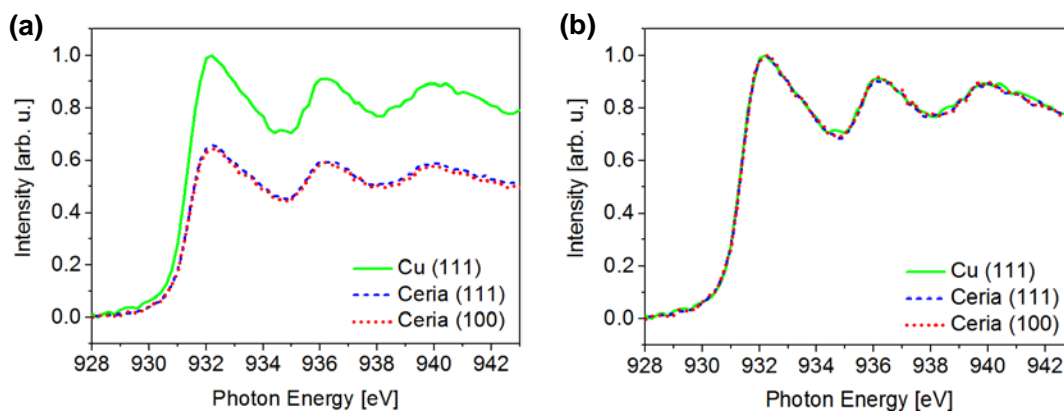 (a)
Intensity [arb. u.]
1.0
0.8
0.6
0.4
0.2
0.0
Cu (111)
Ceria (111)
Ceria (100)
928 930 932 934 936 938 940 942
Photon Energy [eV]
(b)
Intensity [arb. u.]
1.0
0.8
0.6
0.4
0.2
0.0
Cu (111)
Ceria (111)
Ceria (100)
928 930 932 934 936 938 940 942
Photon Energy [eV]